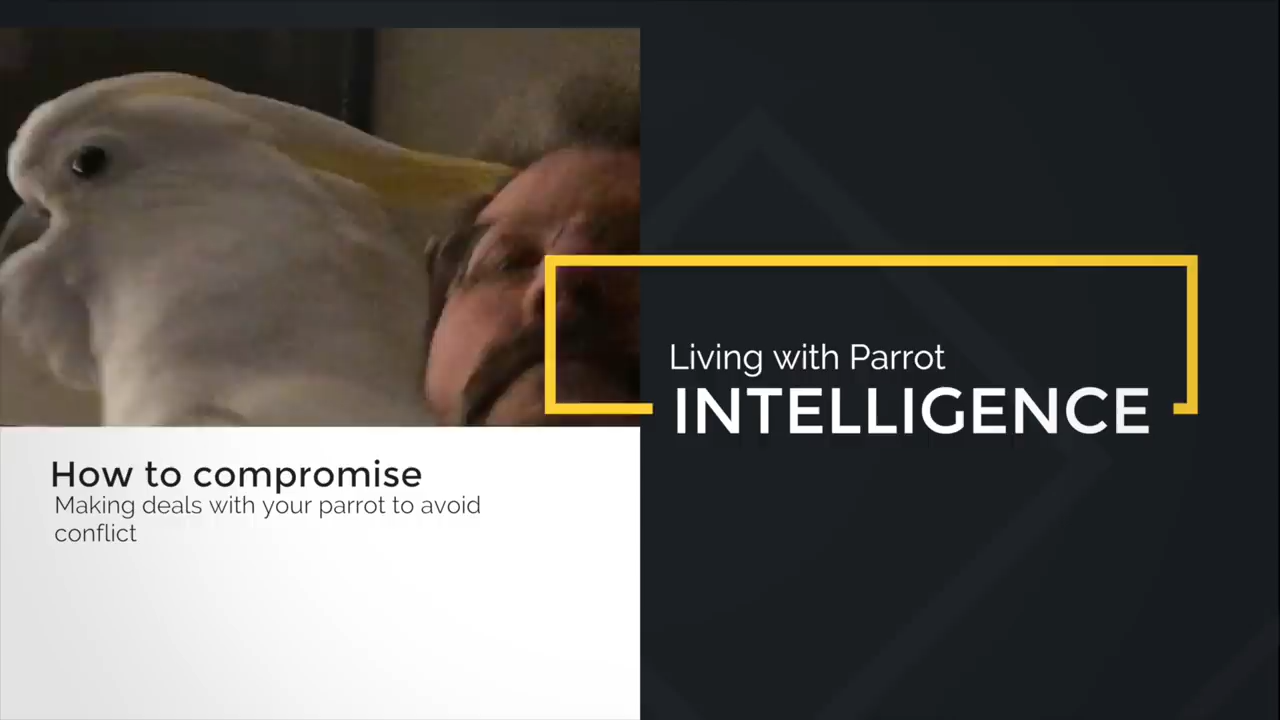 Living with Parrot
INTELLIGENCE
How to compromise
Making deals with your parrot to avoid
conflict